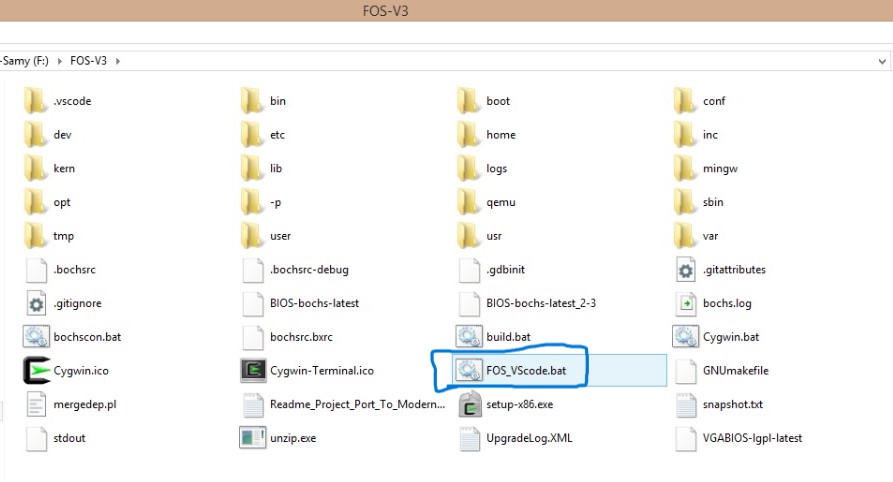 FOS-V3
-Samy (F:) FOS-V3
.vscode bin boot conf
dev etc home inc
kern lib logs mingw
opt -p qemu sbin
tmp user usr var
.bochsrc .bochsrc-debug .gdbinit .gitattributes
.gitignore BIOS-bochs-latest BIOS-bochs-latest_2-3 bochs.log
bochscon.bat bochsrc.bxrc build.bat Cygwin.bat
Cygwin.ico Cygwin-Terminal.ico FOS_VScode.bat GNUmakefile
mergedep.pl Readme_Project_Port_To_Modern... setup-x86.exe snapshot.txt
stdout unzip.exe UpgradeLog.XML VGABIOS-lgpl-latest